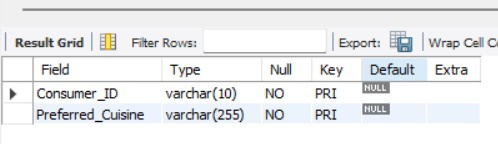 Result Grid Filter Rows: Export: Wrap Cell Co
Field Type Null Key Default Extra
Consumer_ID varchar(10) NO PRI NULL
Preferred_Cuisine varchar(255) NO PRI NULL